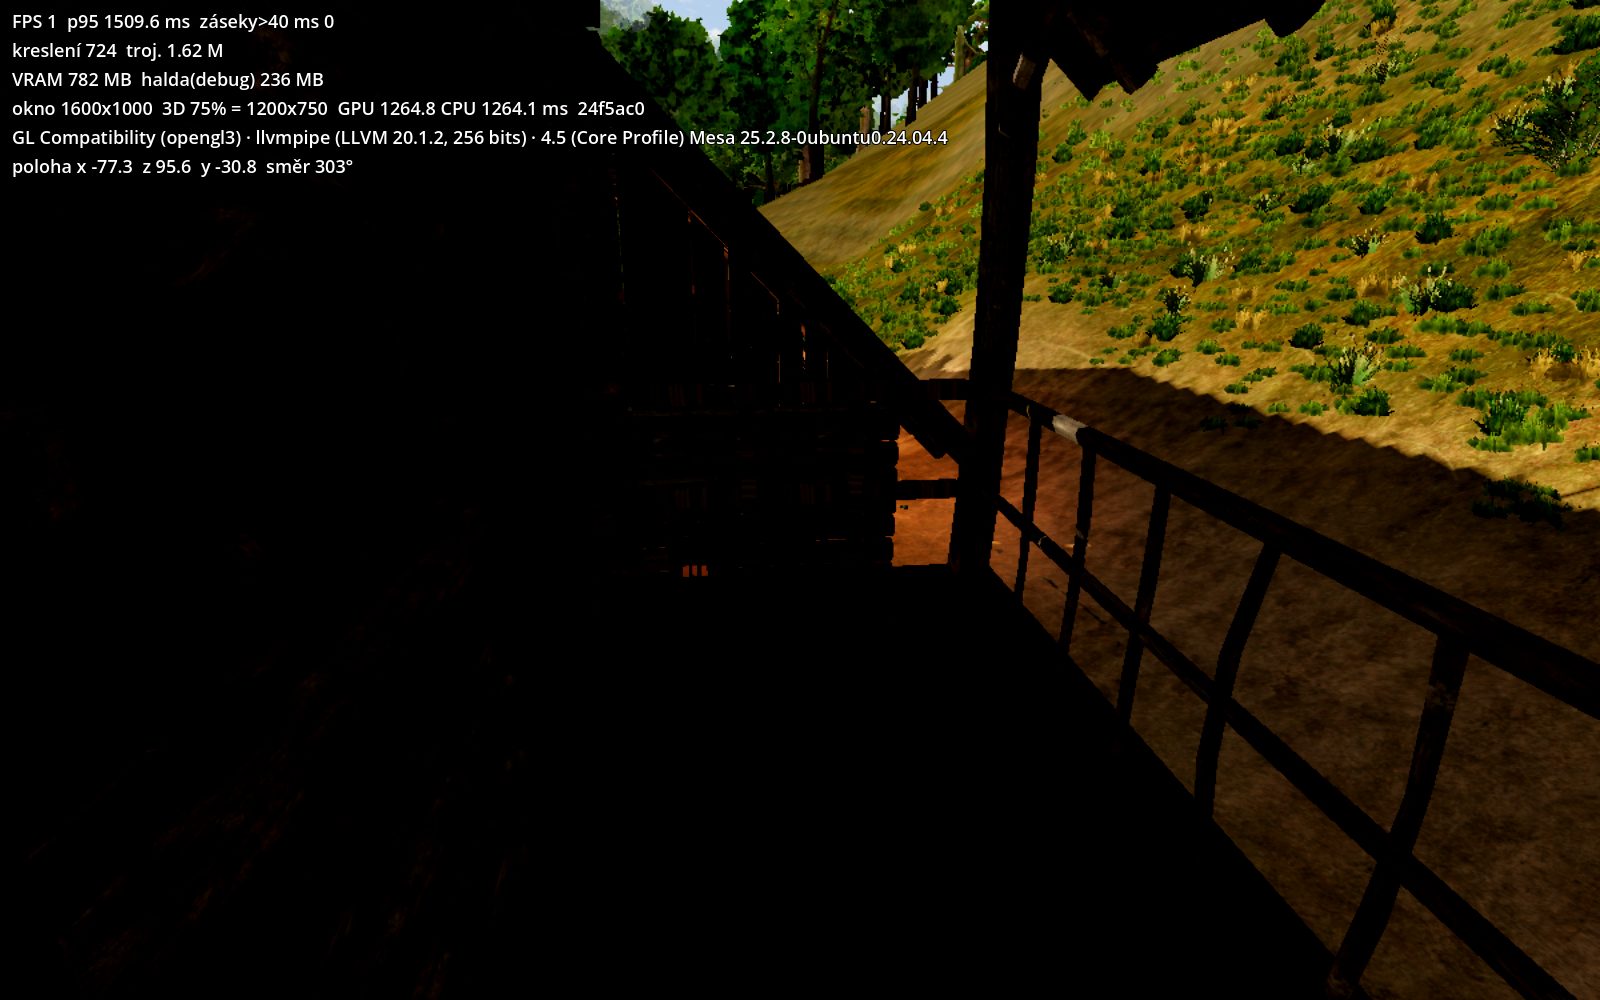 FPS 1  p95 1509.6 ms  záseky>40 ms 0
kreslení 724  troj. 1.62 M
VRAM 782 MB  halda(debug) 236 MB
okno 1600x1000  3D 75% = 1200x750  GPU 1264.8 CPU 1264.1 ms  24f5ac0
GL Compatibility (opengl3) · llvmpipe (LLVM 20.1.2, 256 bits) · 4.5 (Core Profile) Mesa 25.2.8-0ubuntu0.24.04.4
poloha x -77.3  z 95.6  y -30.8  směr 303°